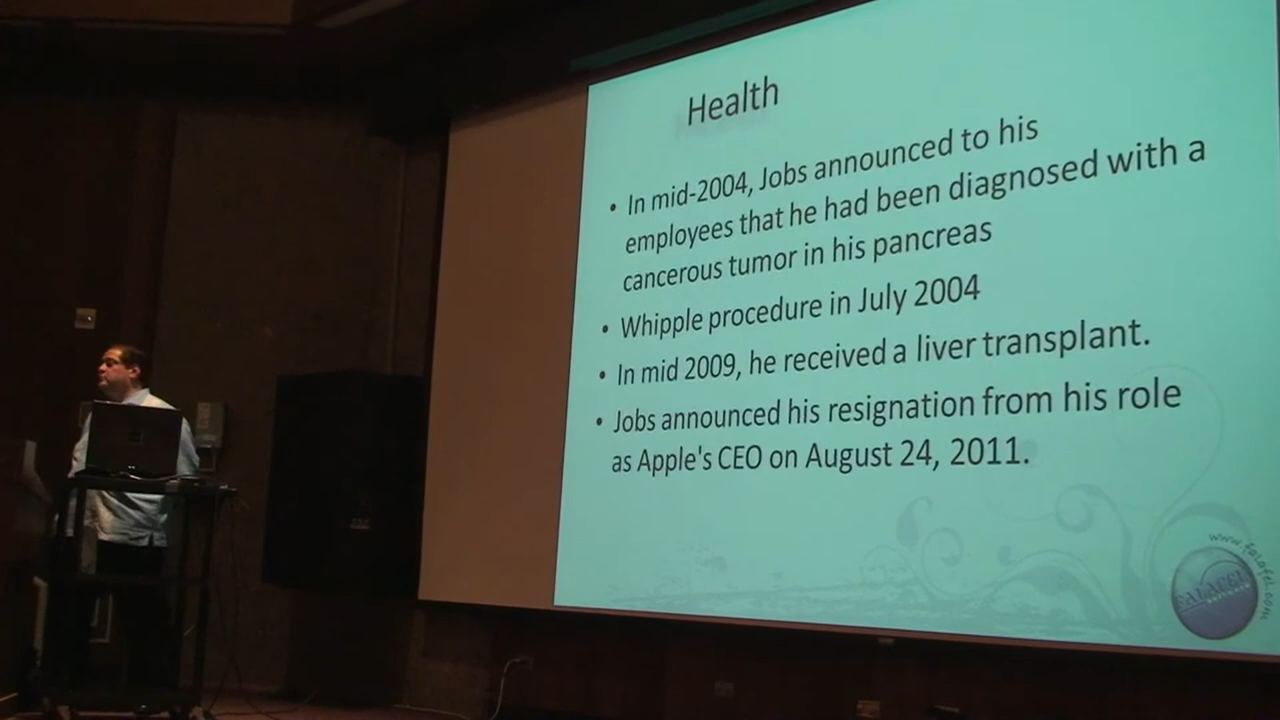 Health
• In mid-2004, Jobs announced to his
employees that he had been diagnosed with a
cancerous tumor in his pancreas
• Whipple procedure in July 2004
• In mid 2009, he received a liver transplant.
• Jobs announced his resignation from his role
as Apple's CEO on August 24, 2011.
www.falafel.com
FALAFEL